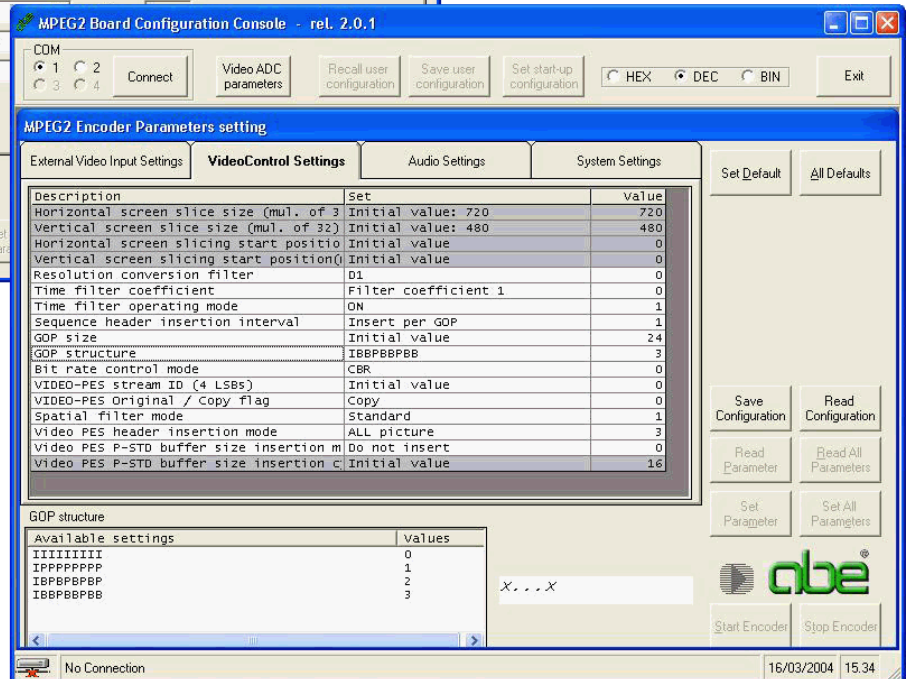 MPEG2 Board Configuration Console - rel. 2.0.1
COM
1 2
3 4
Connect
Video ADC
parameters
Recall user
configuration
Save user
configuration
Set start-up
configuration
HEX DEC BIN
Exit
MPEG2 Encoder Parameters setting
External Video Input Settings VideoControl Settings Audio Settings System Settings
Set Default All Defaults
Description Set Value
Horizontal screen slice size (mul. of 3 Initial value: 720 720
Vertical screen slice size (mul. of 32) Initial value: 480 480
Horizontal screen slicing start positio Initial value 0
Vertical screen slicing start position( Initial value 0
Resolution conversion filter D1 0
Time filter coefficient Filter coefficient 1 0
Time filter operating mode ON 1
Sequence header insertion interval Insert per GOP 1
GOP size Initial value 24
GOP structure IBBPBBPBB 3
Bit rate control mode CBR 0
VIDEO-PES stream ID (4 LSBs) Initial value 0
VIDEO-PES Original / Copy flag Copy 0
Spatial filter mode Standard 1
Video PES header insertion mode ALL picture 3
Video PES P-STD buffer size insertion m Do not insert 0
Video PES P-STD buffer size insertion c Initial value 16
Save
Configuration
Read
Configuration
Read
Parameter
Read All
Parameters
Set
Parameter
Set All
Parameters
GOP structure
Available settings Values
IIIIIIIII 0
IPPPPPPPP 1
IBPBPBPBP 2
IBBPBBPBB 3
X...X
abe ®
Start Encoder Stop Encoder
No Connection
16/03/2004 15.34